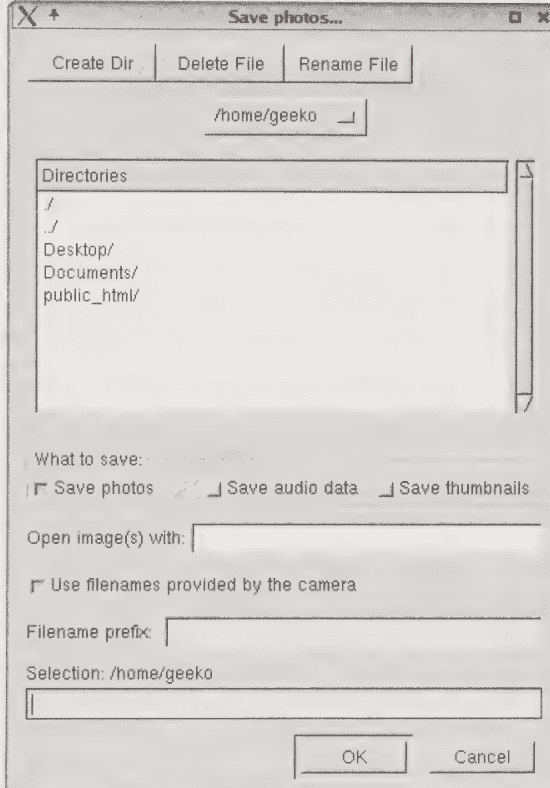 Save photos...
Create Dir Delete File Rename File
/home/geeko
Directories
./
../
Desktop/
Documents/
public_html/
What to save:
Save photos Save audio data Save thumbnails
Open image(s) with:
Use filenames provided by the camera
Filename prefix:
Selection: /home/geeko
OK Cancel